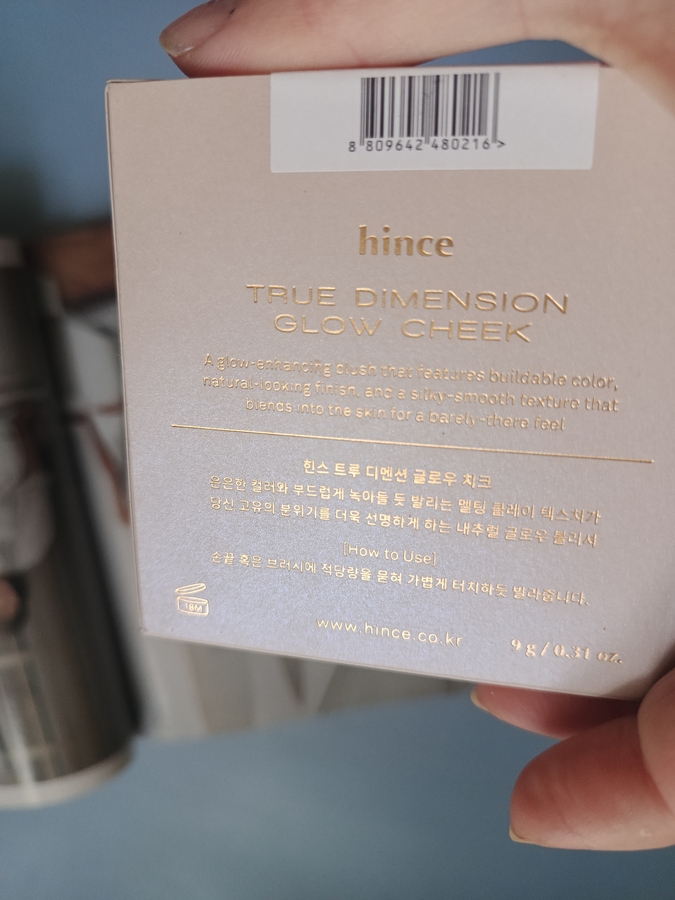 8 809642 480216 >
hince
TRUE DIMENSION
GLOW CHEEK
A glow-enhancing blush that features buildable color,
natural-looking finish, and a silky-smooth texture that
blends into the skin for a barely-there feel
힌스 트루 디멘션 글로우 치크
은은한 컬러와 부드럽게 녹아들 듯 발리는 멜팅 클레이 텍스처가
당신 고유의 분위기를 더욱 선명하게 하는 내추럴 글로우 블러셔
[How to Use]
손끝 혹은 브러시에 적당량을 묻혀 가볍게 터치하듯 발라줍니다.
18M
www.hince.co.kr
9 g / 0.31 oz.